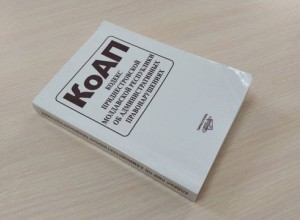 КоАП
КОДЕКС
ПРИДНЕСТРОВСКОЙ
МОЛДАВСКОЙ РЕСПУБЛИКИ
ОБ АДМИНИСТРАТИВНЫХ
ПРАВОНАРУШЕНИЯХ